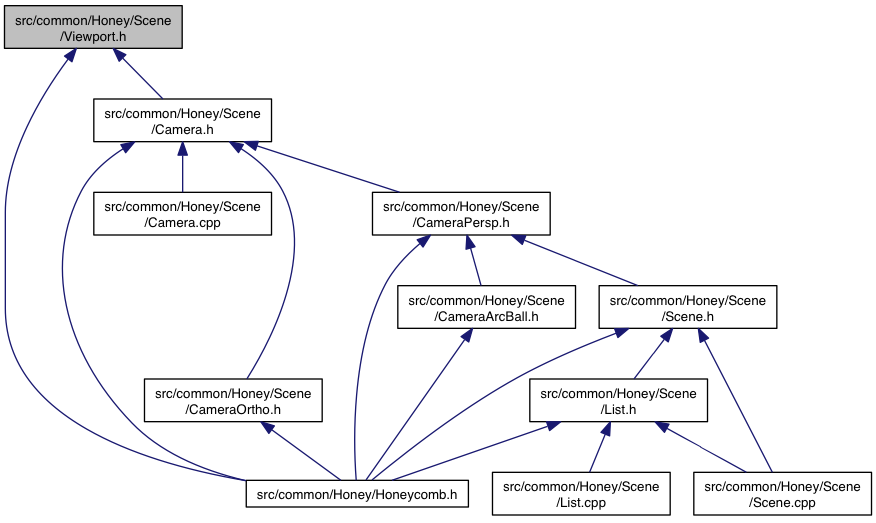 src/common/Honey/Scene
/Viewport.h
src/common/Honey/Scene
/Camera.h
src/common/Honey/Scene
/Camera.cpp
src/common/Honey/Scene
/CameraPersp.h
src/common/Honey/Scene
/CameraArcBall.h
src/common/Honey/Scene
/Scene.h
src/common/Honey/Scene
/CameraOrtho.h
src/common/Honey/Scene
/List.h
src/common/Honey/Honeycomb.h
src/common/Honey/Scene
/List.cpp
src/common/Honey/Scene
/Scene.cpp